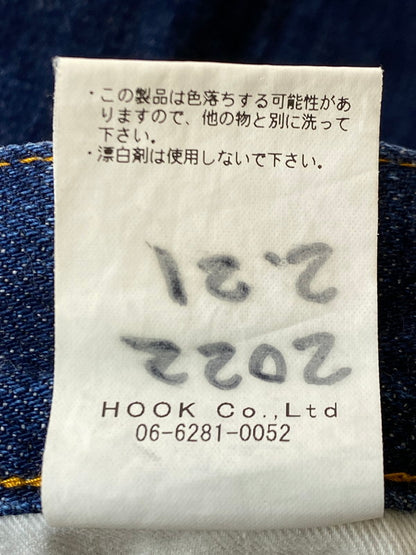 ・この製品は色落ちする可能性があ
りますので、他の物と別に洗って
下さい。
・漂白剤は使用しないで下さい。
2022
2.21
HOOK Co.,Ltd
06-6281-0052